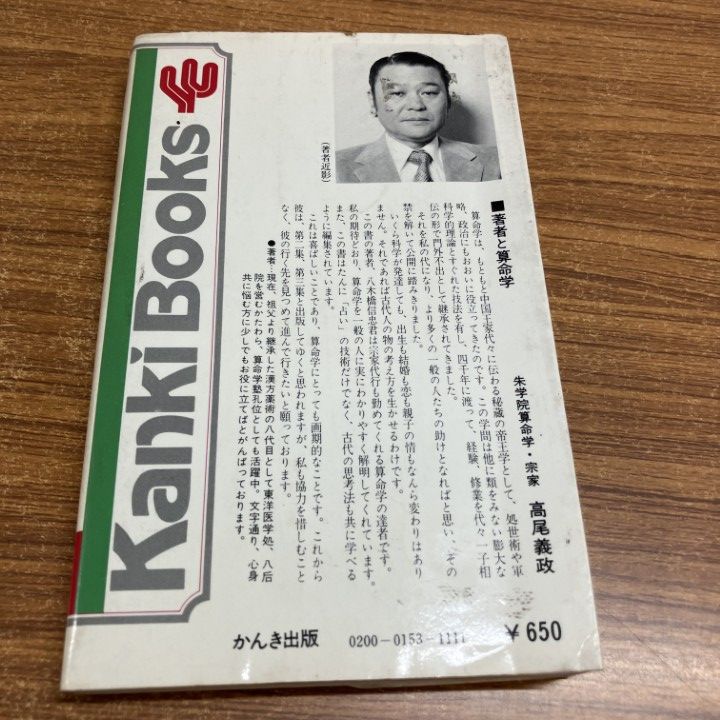 Kanki Books
(著者近影)
■著者と算命学
朱学院算命学・宗家 高尾義政
算命学は、もともと中国王家代々に伝わる秘蔵の帝王学として、処世術や軍
略、政治にもおおいに役立ってきたのです。この学問は他に類をみない膨大な
科学的理論とすぐれた技法を有し、四千年に渡って、経験、修業を代々一子相
伝の形で門外不出として継承されてきました。
それを私の代になり、より多くの一般の人たちの助けとなればと思い、その
禁を解いて公開に踏みきりました。
いくら科学が発達しても、出生も結婚も恋も親子の情もなんら変わりはあり
ません。それであれば古代人の物の考え方を生かせるわけです。
この書の著者、八木橋信忠君は宗家代行も勤めてくれる算命学の達者です。
私の期待どおり、算命学を一般の人に実にわかりやすく解明してくれています。
また、この書はたんに「占い」の技術だけでなく、古代の思考法も共に学べる
ように編集されています。
これは喜ばしいことであり、算命学にとっても画期的なことです。これから
彼は、第二集、第三集と出版してゆくと思われますが、私も協力を惜しむこと
なく、彼の行く先を見つめて進んで行きたいと願っております。
●著者…現在、祖父より継承した漢方薬術の八代目として東洋医学処、八后
院を営むかたわら、算命学塾孔位としても活躍中。文字通り、心身
共に悩む方に少しでもお役に立てばとがんばっております。
かんき出版 0200-0153-1111 ¥650